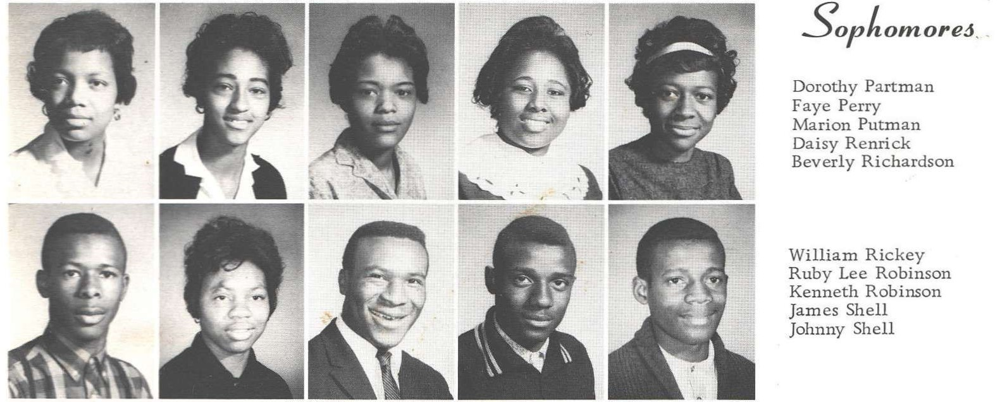 Sophomores
Dorothy Partman
Faye Perry
Marion Putman
Daisy Renrick
Beverly Richardson
William Rickey
Ruby Lee Robinson
Kenneth Robinson
James Shell
Johnny Shell